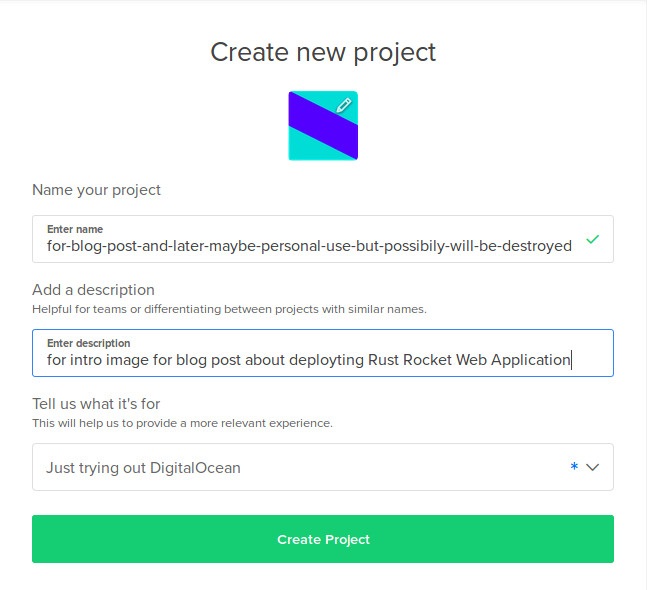 Create new project
Name your project
Enter name
for-blog-post-and-later-maybe-personal-use-but-possibily-will-be-destroyed
Add a description
Helpful for teams or differentiating between projects with similar names.
Enter description
for intro image for blog post about deployting Rust Rocket Web Application
Tell us what it's for
This will help us to provide a more relevant experience.
Just trying out DigitalOcean *
Create Project